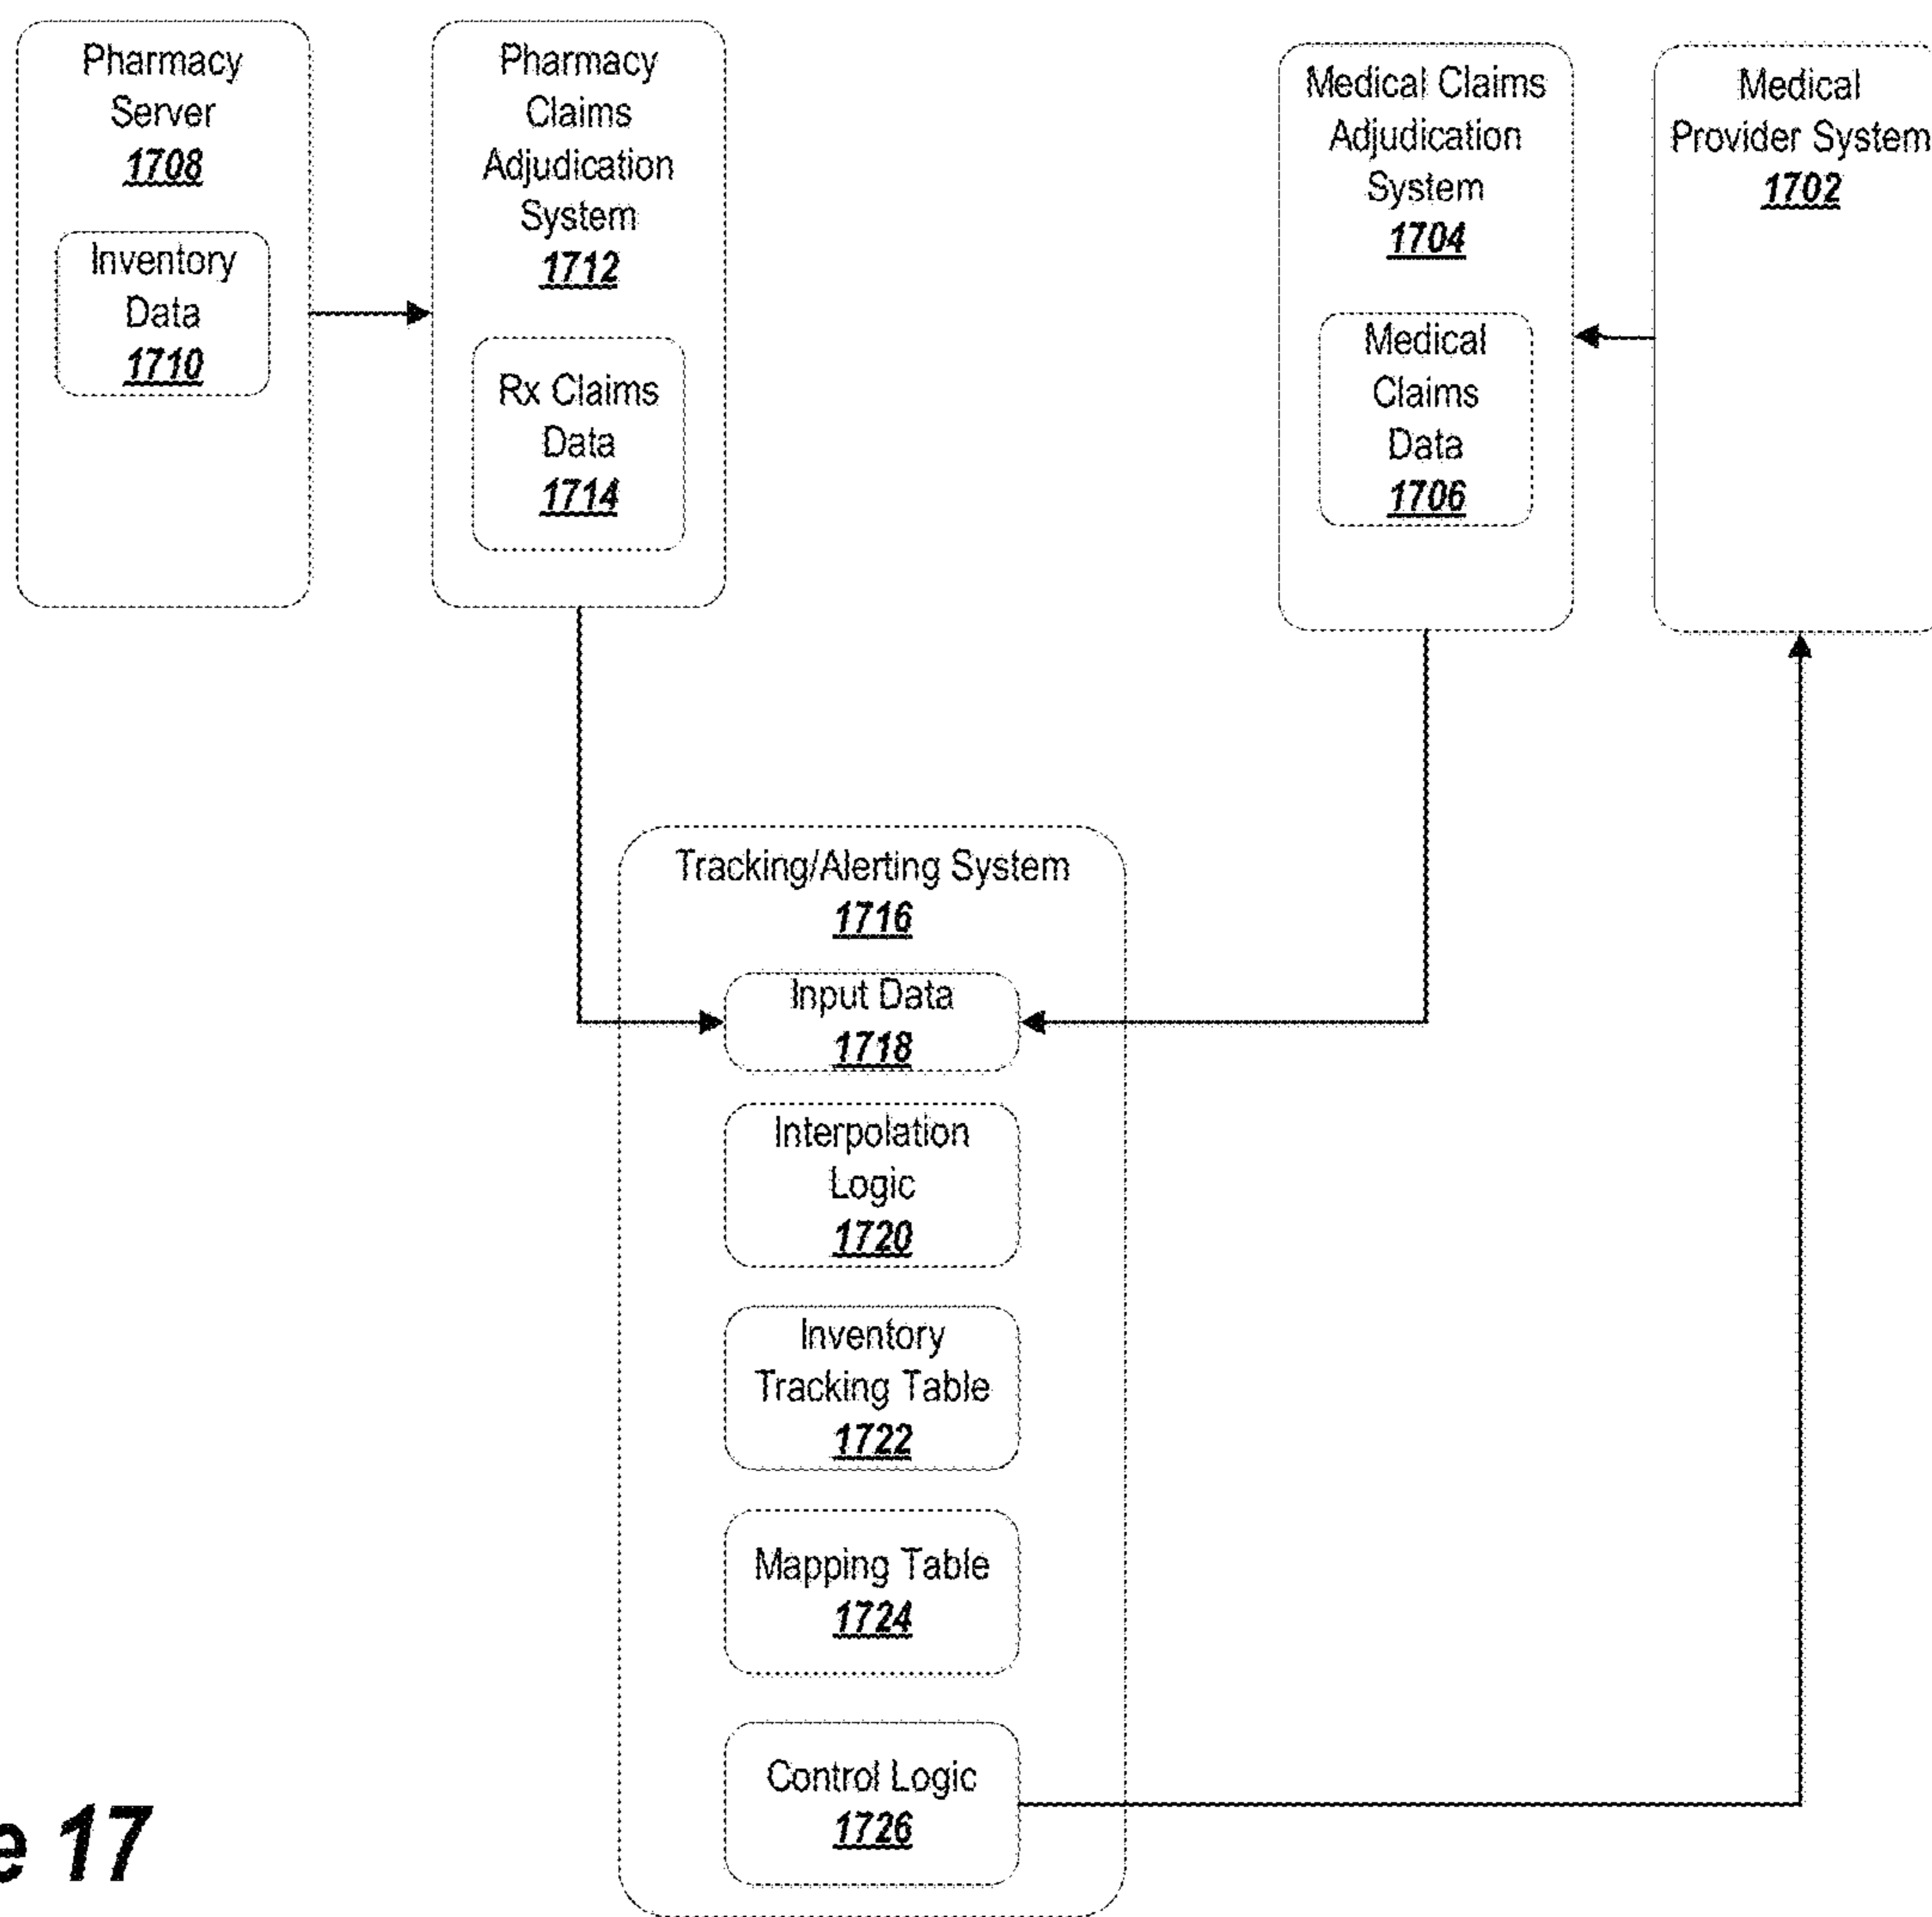 Pharmacy
Server
1708
Inventory
Data
1710
Pharmacy
Claims
Adjudication
System
1712
Rx Claims
Data
1714
Medical Claims
Adjudication
System
1704
Medical
Claims
Data
1706
Medical
Provider System
1702
Tracking/Alerting System
1716
Input Data
1718
Interpolation
Logic
1720
Inventory
Tracking Table
1722
Mapping Table
1724
Control Logic
1726
e 17